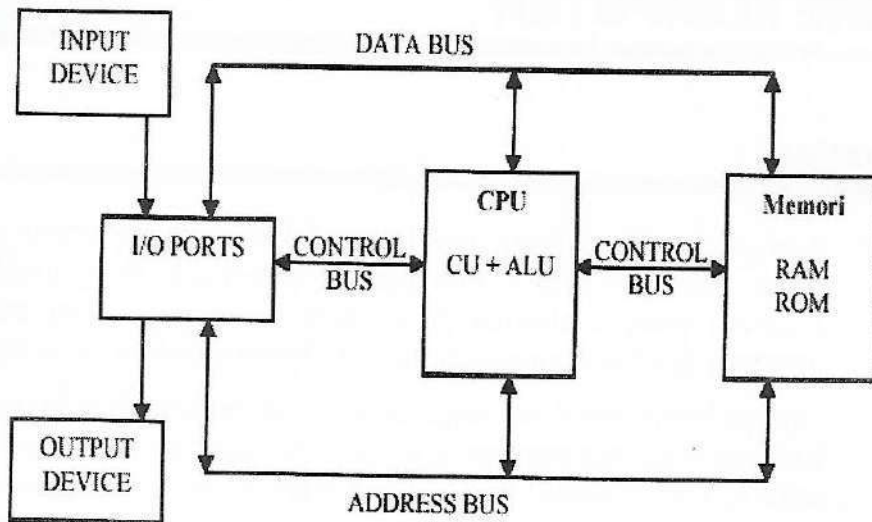 INPUT
DEVICE
DATA BUS
I/O PORTS
CONTROL
BUS
CPU
CU + ALU
CONTROL
BUS
Memori
RAM
ROM
OUTPUT
DEVICE
ADDRESS BUS